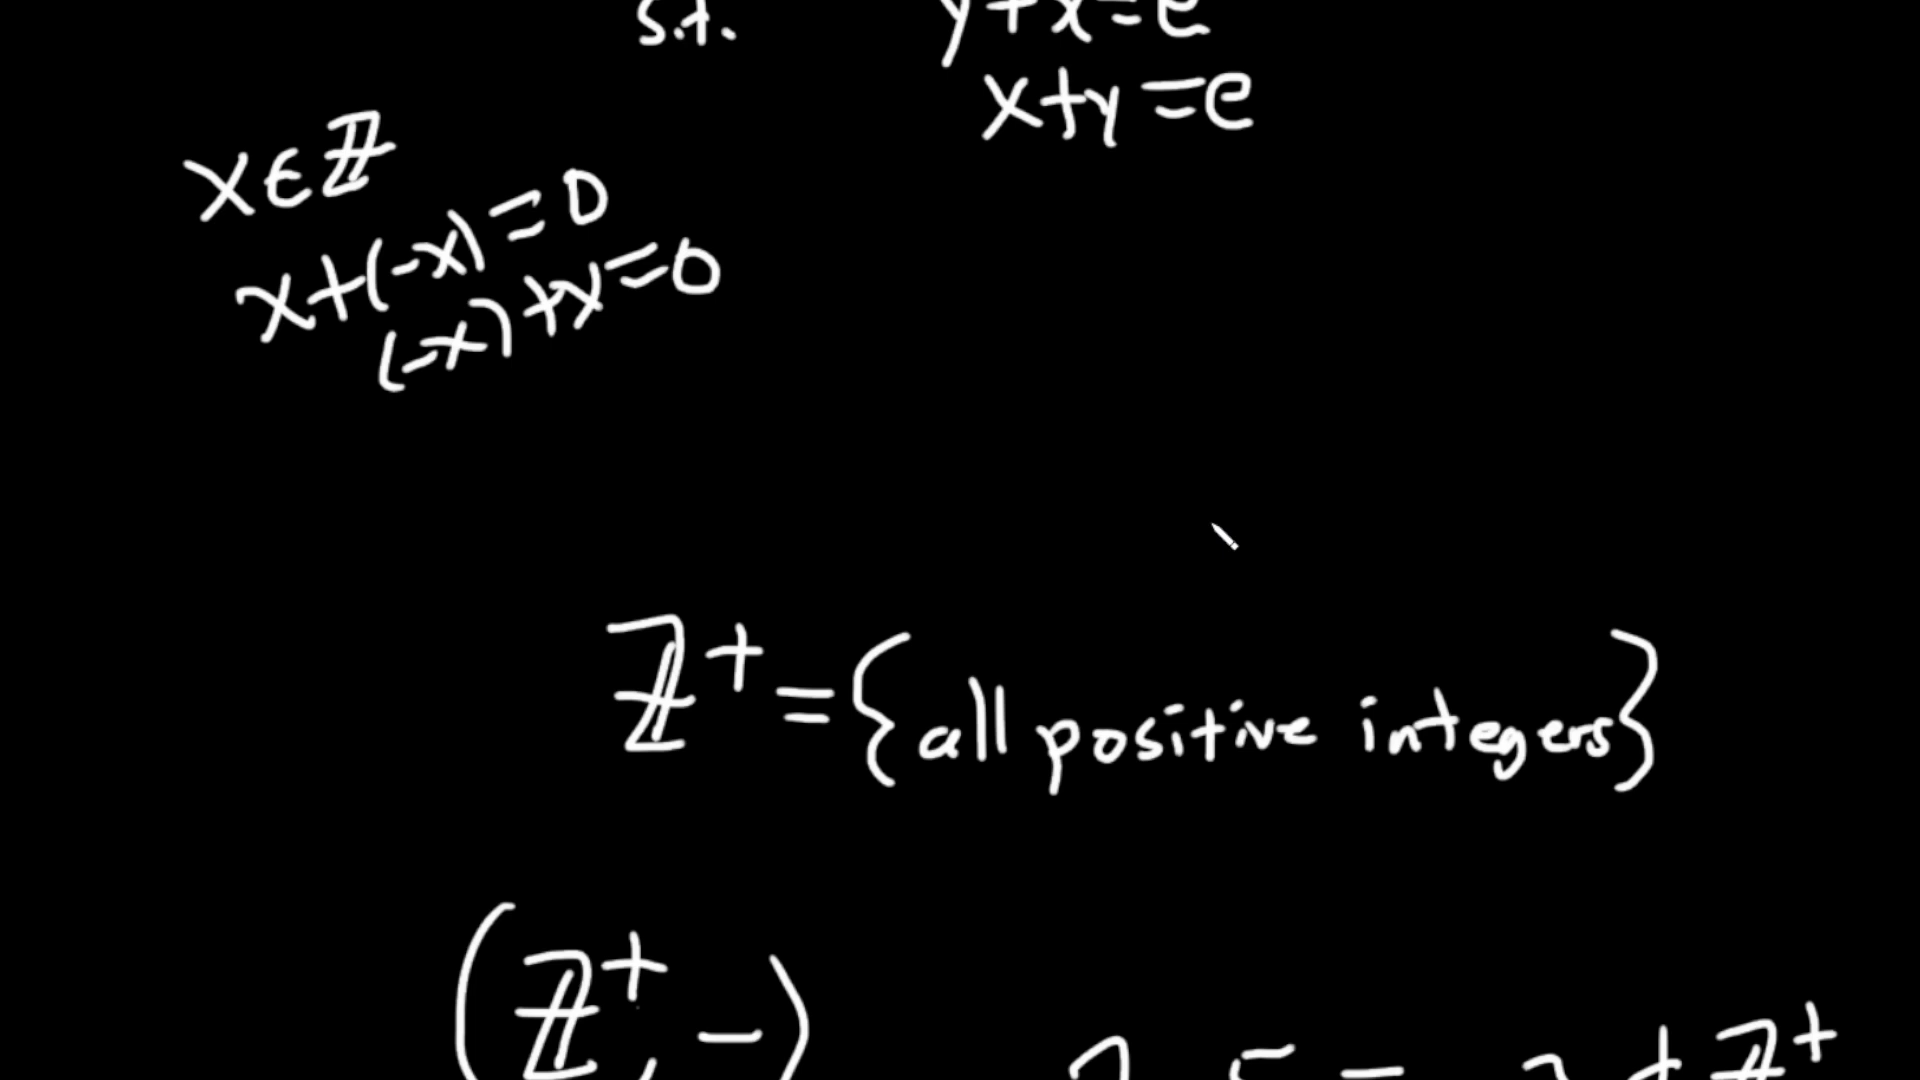 s.t. y+x=e
x+y=e
x∈ℤ
x+(-x)=0
(-x)+x=0
ℤ⁺={all positive integers}
(ℤ⁺, -)